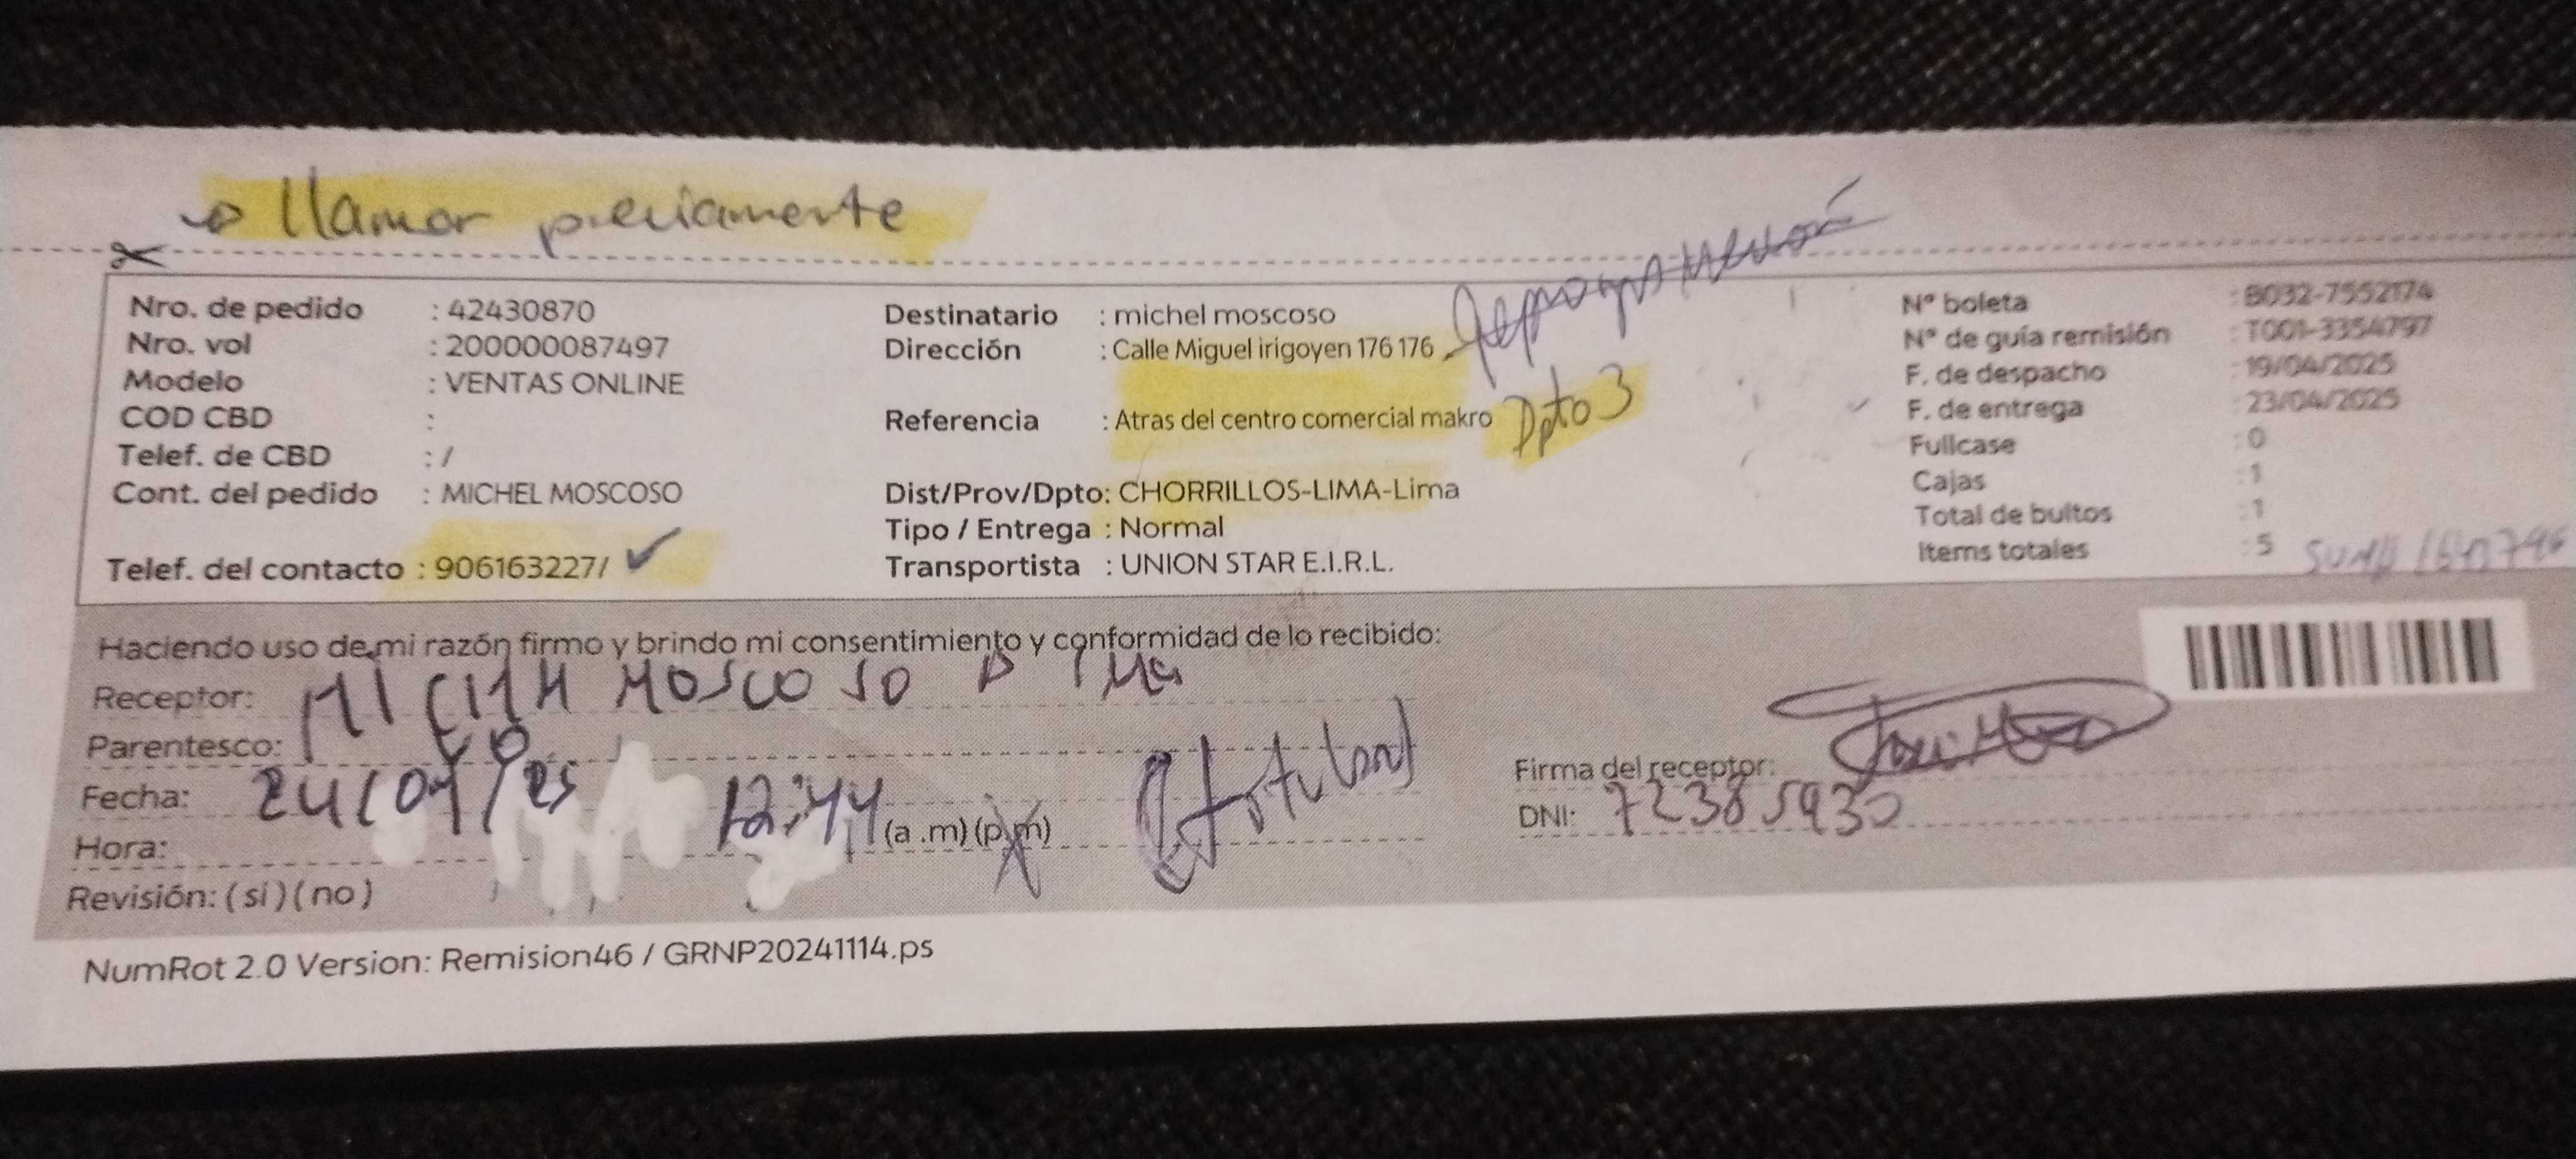 → llamar previamente
Nro. de pedido : 42430870
Nro. vol : 200000087497
Modelo : VENTAS ONLINE
COD CBD :
Telef. de CBD : /
Cont. del pedido : MICHEL MOSCOSO
Telef. del contacto : 906163227/ ✓
Destinatario : michel moscoso
Dirección : Calle Miguel irigoyen 176 176
Referencia : Atras del centro comercial makro Dpto 3
Dist/Prov/Dpto: CHORRILLOS-LIMA-Lima
Tipo / Entrega : Normal
Transportista : UNION STAR E.I.R.L.
N° boleta : B032-7552174
N° de guía remisión : T001-3354797
F. de despacho : 19/04/2025
F. de entrega : 23/04/2025
Fullcase : 0
Cajas : 1
Total de bultos : 1
Items totales : 5
Haciendo uso de mi razón firmo y brindo mi consentimiento y conformidad de lo recibido:
Receptor: MOSCOSO
Parentesco:
Fecha: 24/04/25
Hora: 12:44 (a .m) (p.m)
Revisión: ( si ) ( no )
Firma del receptor:
DNI: 72385930
NumRot 2.0 Version: Remision46 / GRNP20241114.ps